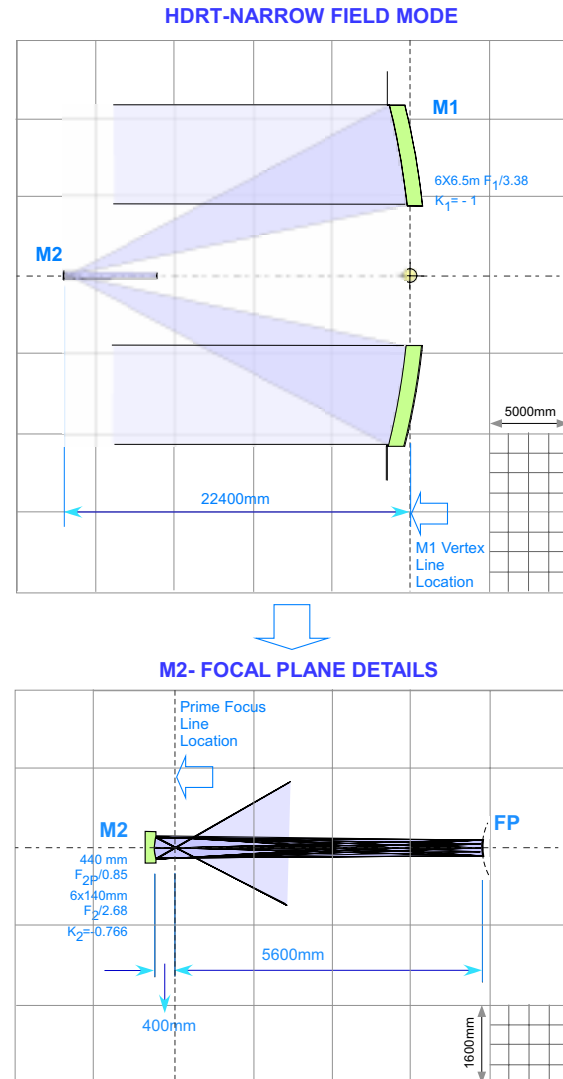 HDRT-NARROW FIELD MODE
M1
6X6.5m F1/3.38
K1= - 1
M2
5000mm
22400mm
M1 Vertex
Line
Location
M2- FOCAL PLANE DETAILS
Prime Focus
Line
Location
M2
FP
440 mm
F2P/0.85
6x140mm
F2/2.68
K2=-0.766
5600mm
400mm
1600mm